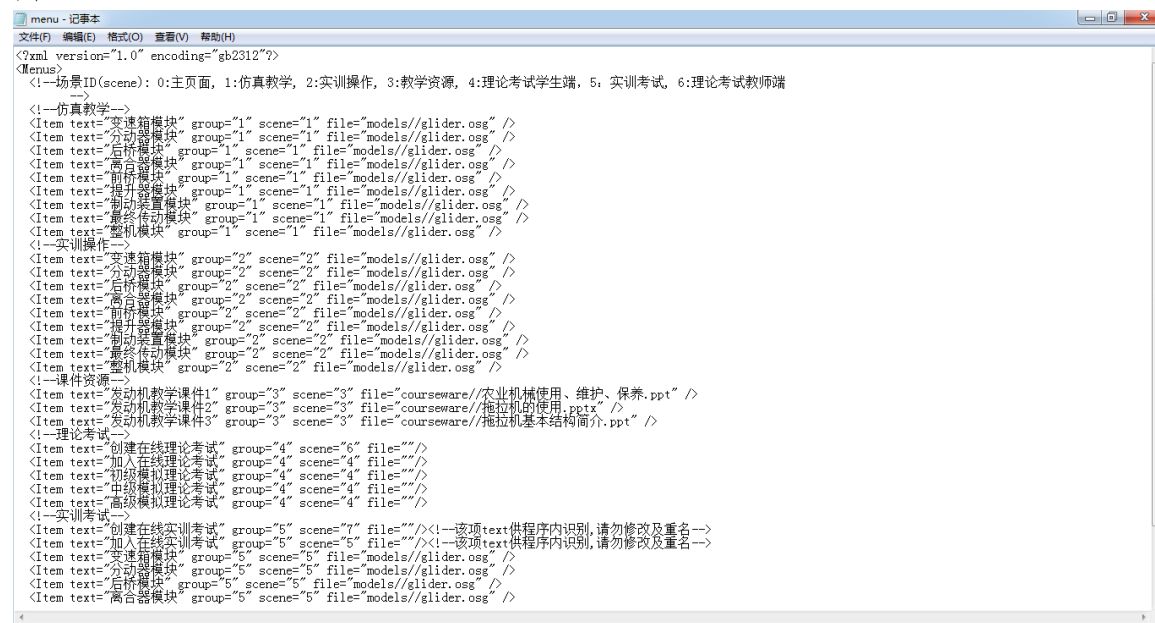 menu - 记事本
文件(F) 编辑(E) 格式(O) 查看(V) 帮助(H)
<?xml version="1.0" encoding="gb2312"?>
<Menus>
<!--场景ID(scene): 0:主页面, 1:仿真教学, 2:实训操作, 3:教学资源, 4:理论考试学生端, 5: 实训考试, 6:理论考试教师端
-->
<!--仿真教学-->
<Item text="变速箱模块" group="1" scene="1" file="models//glider.osg" />
<Item text="分动器模块" group="1" scene="1" file="models//glider.osg" />
<Item text="后桥模块" group="1" scene="1" file="models//glider.osg" />
<Item text="离合器模块" group="1" scene="1" file="models//glider.osg" />
<Item text="前桥模块" group="1" scene="1" file="models//glider.osg" />
<Item text="提升器模块" group="1" scene="1" file="models//glider.osg" />
<Item text="制动装置模块" group="1" scene="1" file="models//glider.osg" />
<Item text="最终传动模块" group="1" scene="1" file="models//glider.osg" />
<Item text="整机模块" group="1" scene="1" file="models//glider.osg" />
<!--实训操作-->
<Item text="变速箱模块" group="2" scene="2" file="models//glider.osg" />
<Item text="分动器模块" group="2" scene="2" file="models//glider.osg" />
<Item text="后桥模块" group="2" scene="2" file="models//glider.osg" />
<Item text="离合器模块" group="2" scene="2" file="models//glider.osg" />
<Item text="前桥模块" group="2" scene="2" file="models//glider.osg" />
<Item text="提升器模块" group="2" scene="2" file="models//glider.osg" />
<Item text="制动装置模块" group="2" scene="2" file="models//glider.osg" />
<Item text="最终传动模块" group="2" scene="2" file="models//glider.osg" />
<Item text="整机模块" group="2" scene="2" file="models//glider.osg" />
<!--课件资源-->
<Item text="发动机教学课件1" group="3" scene="3" file="courseware//农业机械使用、维护、保养.ppt" />
<Item text="发动机教学课件2" group="3" scene="3" file="courseware//拖拉机的使用.pptx" />
<Item text="发动机教学课件3" group="3" scene="3" file="courseware//拖拉机基本结构简介.ppt" />
<!--理论考试-->
<Item text="创建在线理论考试" group="4" scene="6" file=""/>
<Item text="加入在线理论考试" group="4" scene="4" file=""/>
<Item text="初级模拟理论考试" group="4" scene="4" file=""/>
<Item text="中级模拟理论考试" group="4" scene="4" file=""/>
<Item text="高级模拟理论考试" group="4" scene="4" file=""/>
<!--实训考试-->
<Item text="创建在线实训考试" group="5" scene="7" file=""/><!--该项text供程序内识别,请勿修改及重名-->
<Item text="加入在线实训考试" group="5" scene="5" file=""/><!--该项text供程序内识别,请勿修改及重名-->
<Item text="变速箱模块" group="5" scene="5" file="models//glider.osg" />
<Item text="分动器模块" group="5" scene="5" file="models//glider.osg" />
<Item text="后桥模块" group="5" scene="5" file="models//glider.osg" />
<Item text="离合器模块" group="5" scene="5" file="models//glider.osg" />